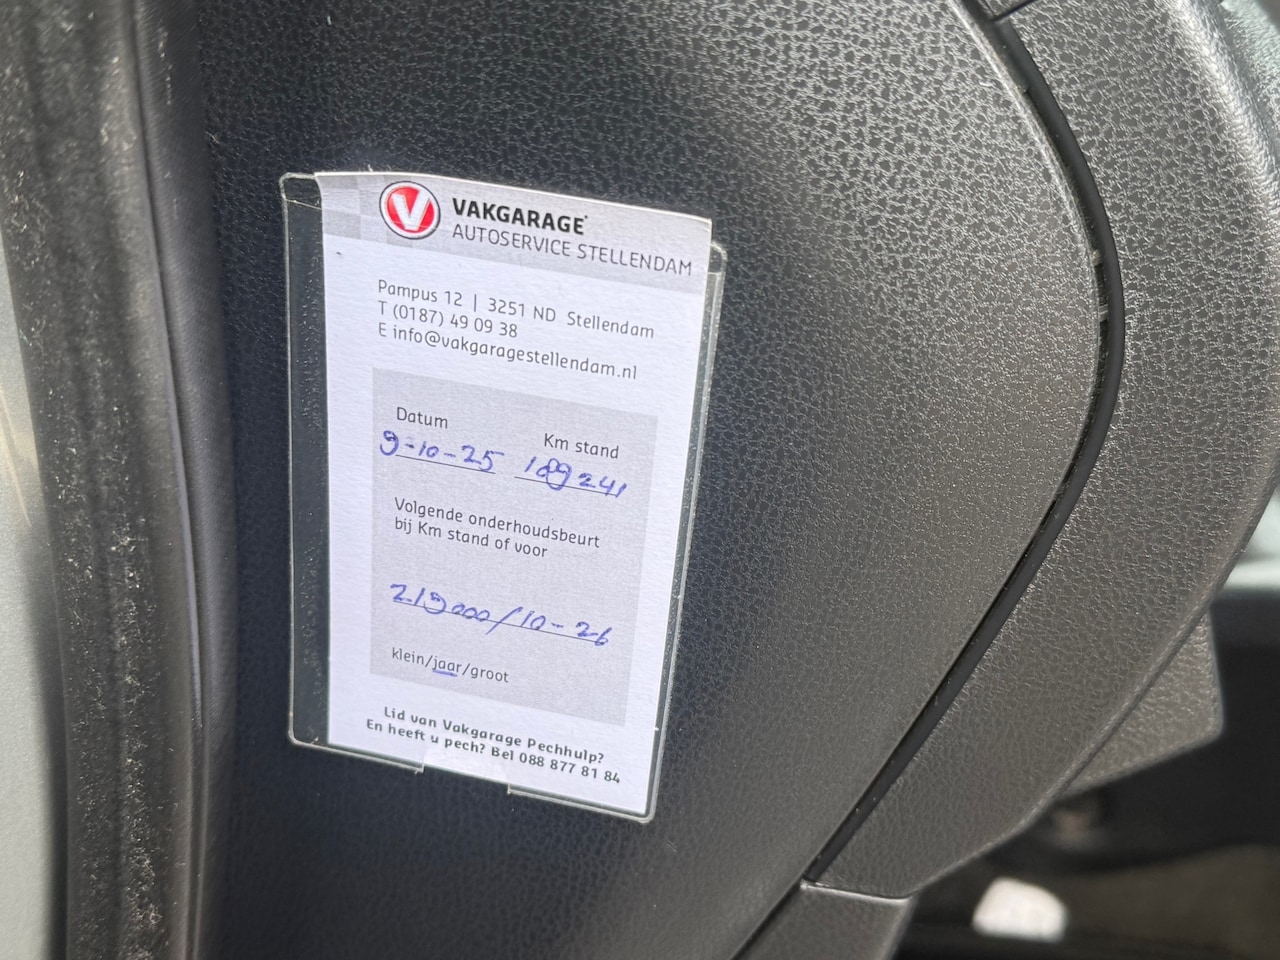 V VAKGARAGE
AUTOSERVICE STELLENDAM
Pampus 12 | 3251 ND Stellendam
T (0187) 49 09 38
E info@vakgaragestellendam.nl
Datum Km stand
9-10-25 189241
Volgende onderhoudsbeurt
bij Km stand of voor
219000/10-26
klein/jaar/groot
Lid van Vakgarage Pechhulp?
En heeft u pech? Bel 088 877 81 84